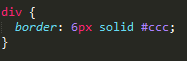 div {
  border: 6px solid #ccc;
}